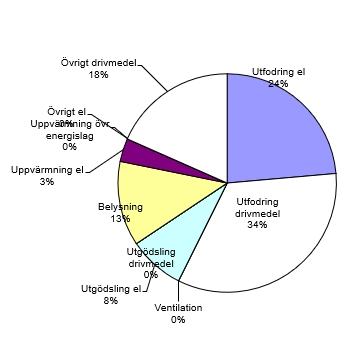 Övrigt drivmedel
18%
Utfodring el
24%
Övrigt el
0%
Uppvärmning övr
energislag
0%
Uppvärmning el
3%
Belysning
13%
Utfodring
drivmedel
34%
Utgödsling
drivmedel
0%
Utgödsling el
8%
Ventilation
0%